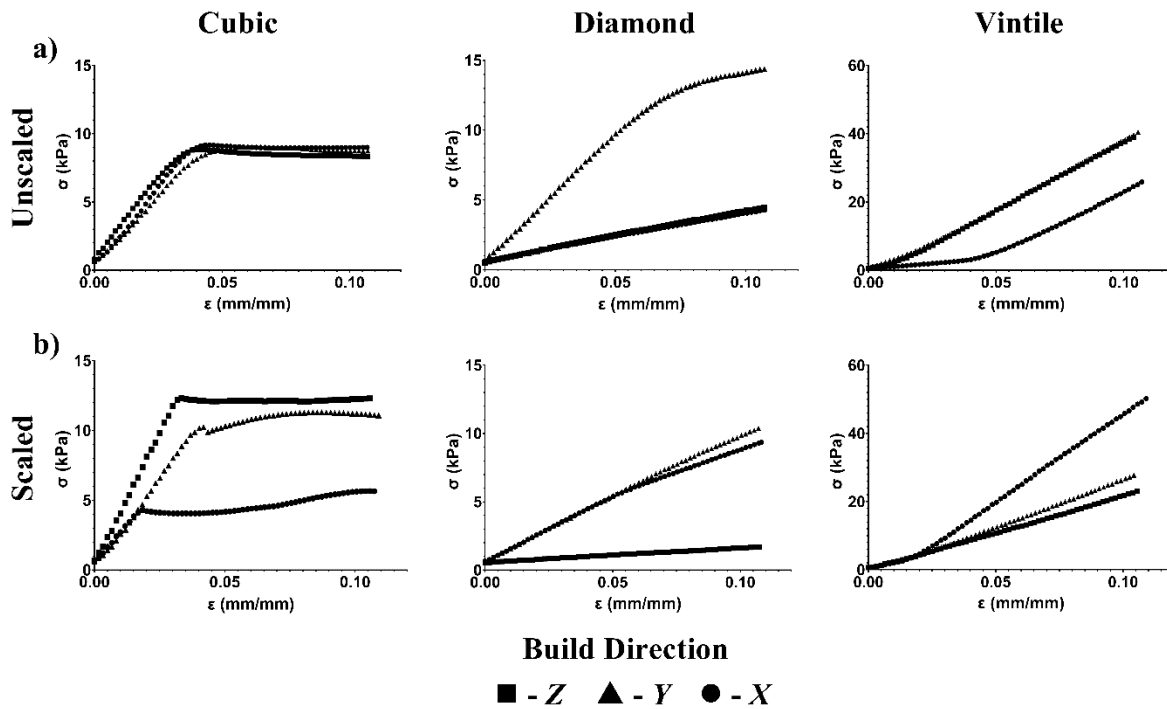 Cubic Diamond Vintile
a)
Unscaled
15
10
5
0
σ (kPa)
0.00 0.05 0.10
ε (mm/mm)
15
10
5
0
σ (kPa)
0.00 0.05 0.10
ε (mm/mm)
60
40
20
0
σ (kPa)
0.00 0.05 0.10
ε (mm/mm)
b)
Scaled
15
10
5
0
σ (kPa)
0.00 0.05 0.10
ε (mm/mm)
15
10
5
0
σ (kPa)
0.00 0.05 0.10
ε (mm/mm)
60
40
20
0
σ (kPa)
0.00 0.05 0.10
ε (mm/mm)
Build Direction
■ - Z ▲ - Y ● - X